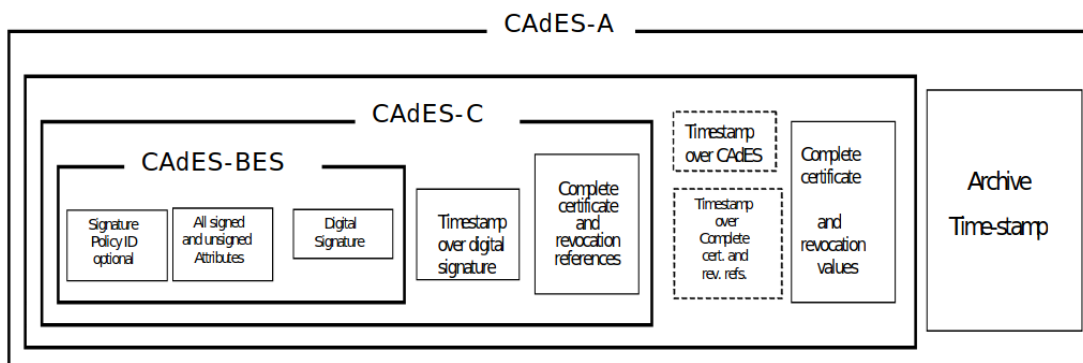 CAdES-A
CAdES-C
CAdES-BES
Signature
Policy ID
optional
All signed
and unsigned
Attributes
Digital
Signature
Timestamp
over digital
signature
Complete
certificate
and
revocation
references
Timestamp
over CAdES
Timestamp
over
Complete
cert. and
rev. refs.
Complete
certificate
and
revocation
values
Archive
Time-stamp